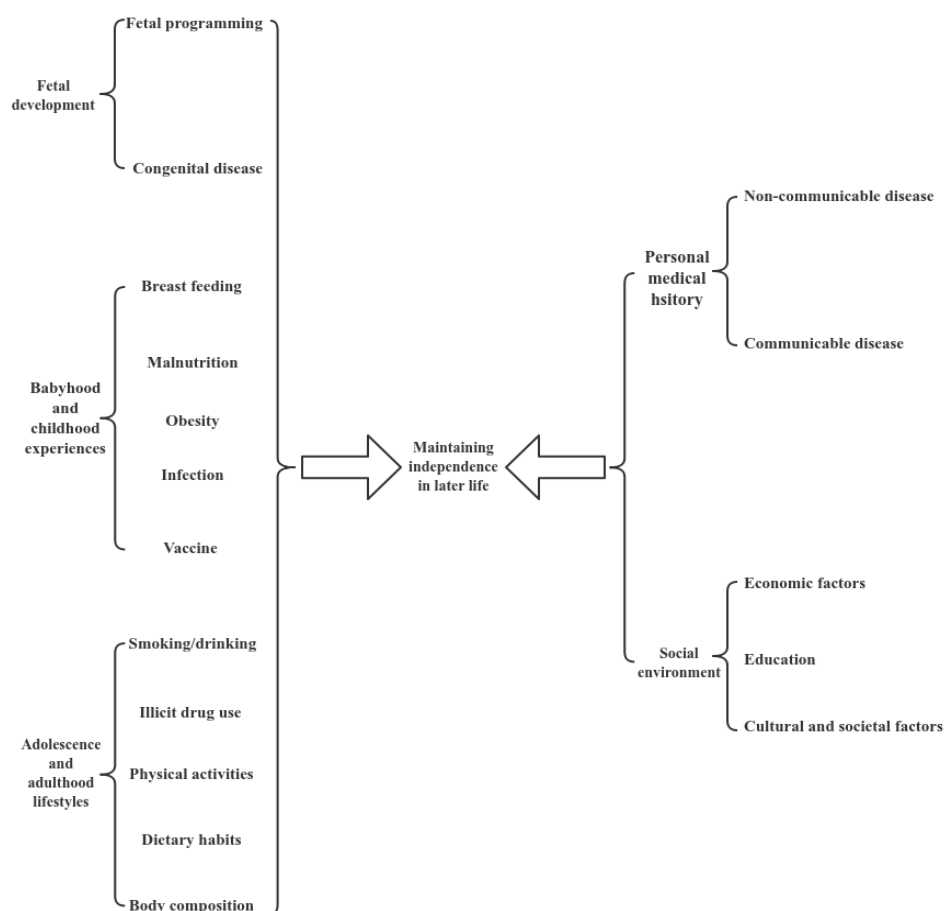 Fetal programming
Fetal
development
Congenital disease
Breast feeding
Malnutrition
Babyhood
and
childhood
experiences
Obesity
Infection
Vaccine
Smoking/drinking
Illicit drug use
Adolescence
and
adulthood
lifestyles
Physical activities
Dietary habits
Body composition
Maintaining
independence
in later life
Personal
medical
hsitory
Non-communicable disease
Communicable disease
Social
environment
Economic factors
Education
Cultural and societal factors